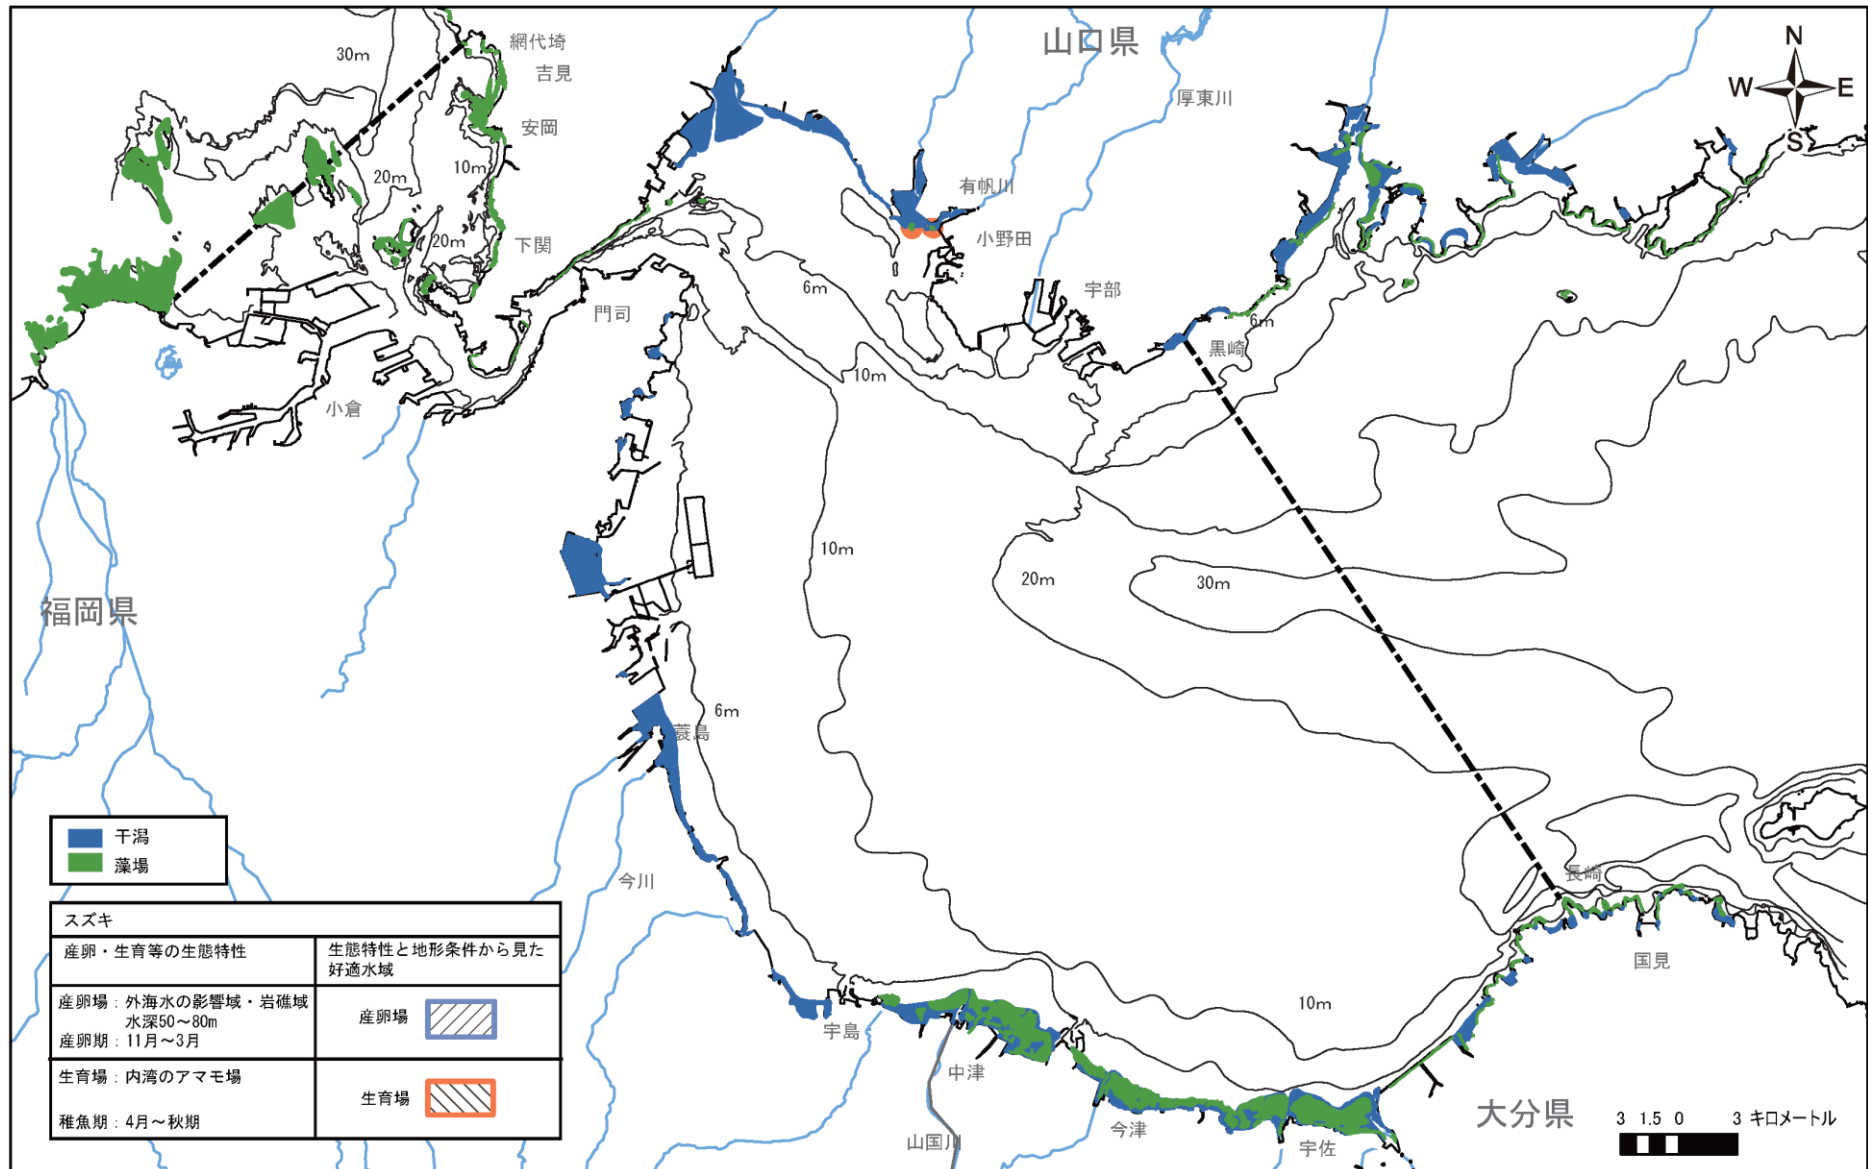 山口県
N
W
E
S
30m
網代埼
吉見
安岡
20m
10m
20m
下関
厚東川
有帆川
小野田
6m
宇部
門司
6m
黒崎
10m
小倉
10m
20m
30m
福岡県
6m
蓑島
干潟
藻場
今川
長崎
国見
スズキ
産卵・生育等の生態特性
生態特性と地形条件から見た
好適水域
産卵場：外海水の影響域・岩礁域
水深50～80m
産卵期：11月～3月
産卵場
生育場：内湾のアマモ場
稚魚期：4月～秋期
生育場
10m
宇島
中津
山国川
今津
宇佐
大分県
3 1.5 0 3 キロメートル